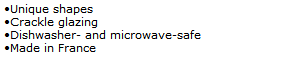 •Unique shapes
•Crackle glazing
•Dishwasher- and microwave-safe
•Made in France